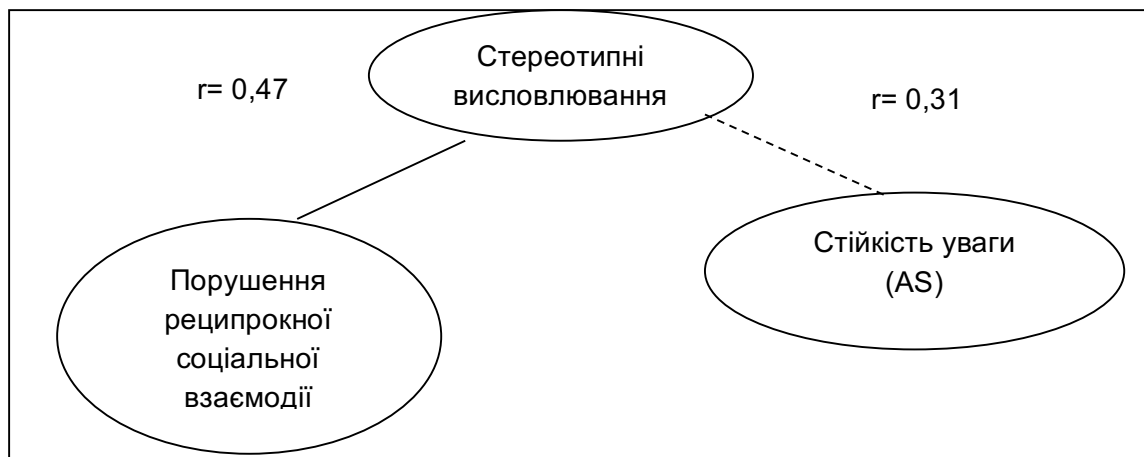 Стереотипні
висловлювання
r= 0,47
r= 0,31
Стійкість уваги
(AS)
Порушення
реципрокної
соціальної
взаємодії